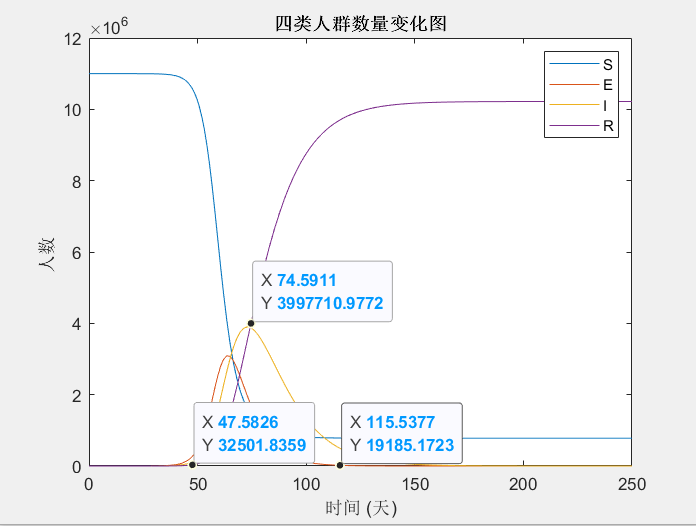 四类人群数量变化图
×10⁶
12
10
8
6
4
2
0
人数
S
E
I
R
X 74.5911
Y 3997710.9772
X 47.5826
Y 32501.8359
X 115.5377
Y 19185.1723
0 50 100 150 200 250
时间 (天)